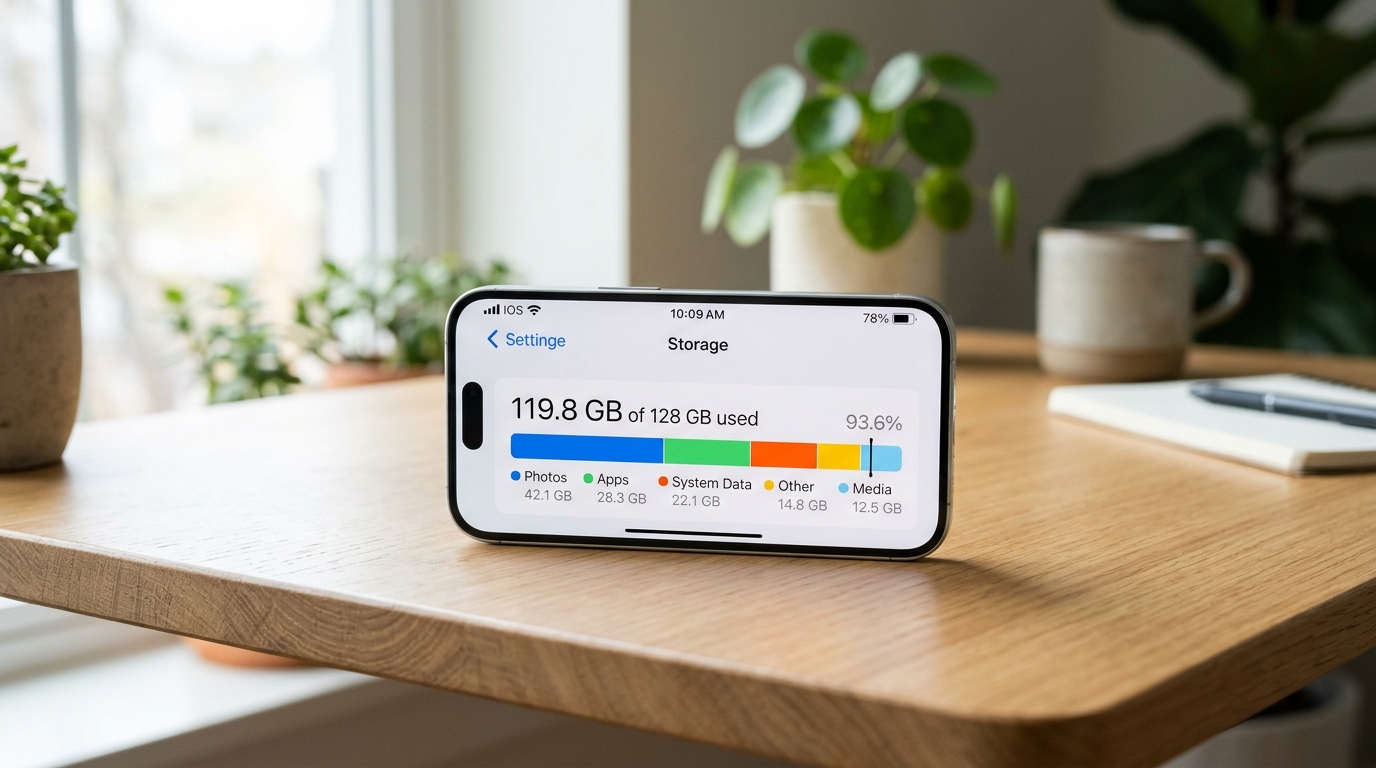 IOS 10:09 AM 78%
Settinge Storage
119.8 GB of 128 GB used 93.6%
Photos Apps System Data Other Media
42.1 GB 28.3 GB 22.1 GB 14.8 GB 12.5 GB